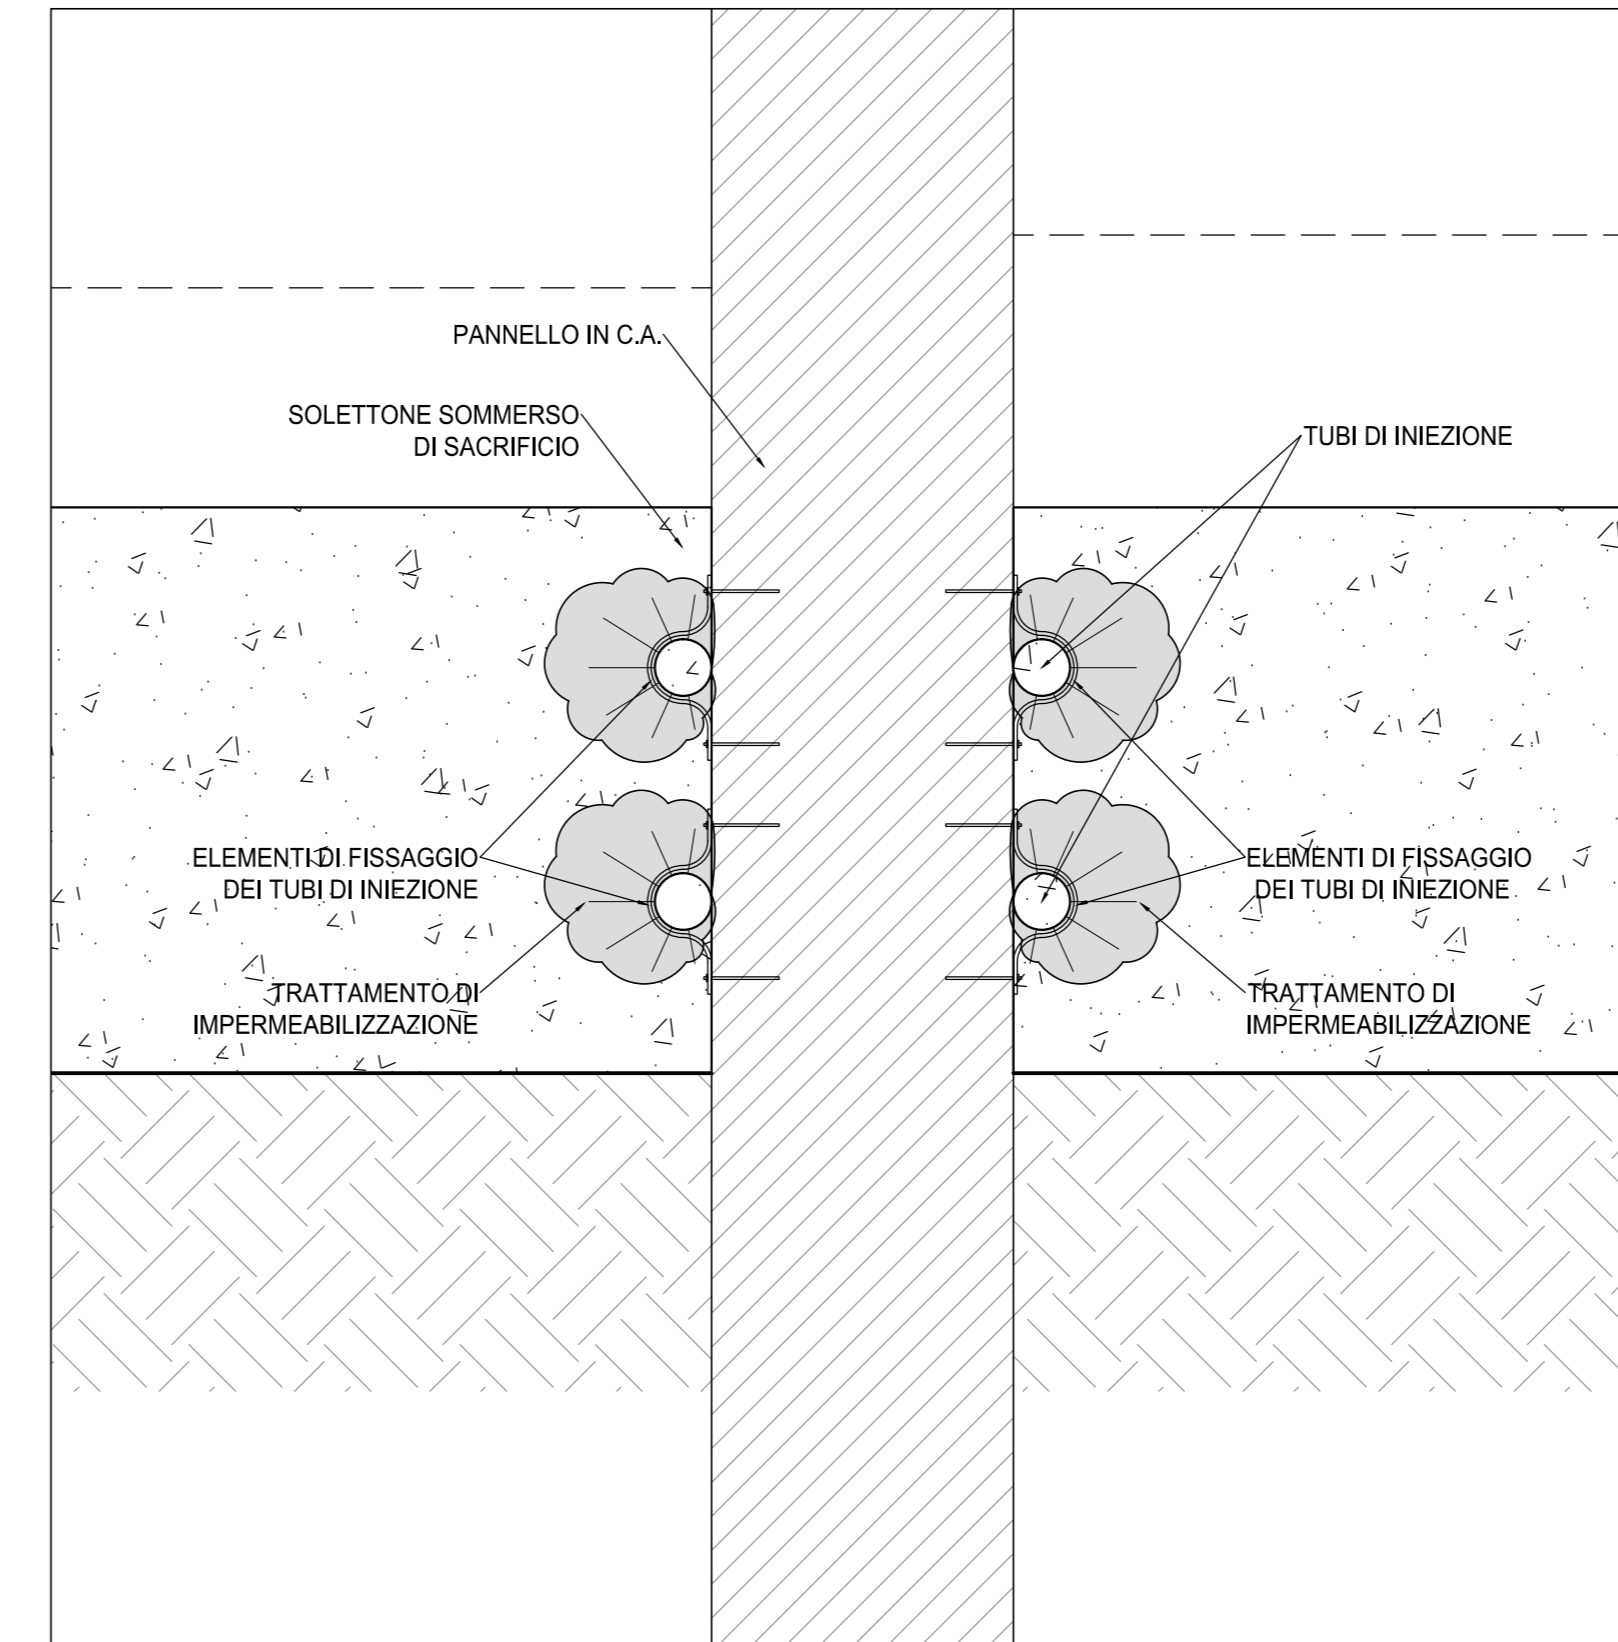 PANNELLO IN C.A.
SOLETTONE SOMMERSO
DI SACRIFICIO
TUBI DI INIEZIONE
ELEMENTI DI FISSAGGIO
DEI TUBI DI INIEZIONE
ELEMENTI DI FISSAGGIO
DEI TUBI DI INIEZIONE
TRATTAMENTO DI
IMPERMEABILIZZAZIONE
TRATTAMENTO DI
IMPERMEABILIZZAZIONE